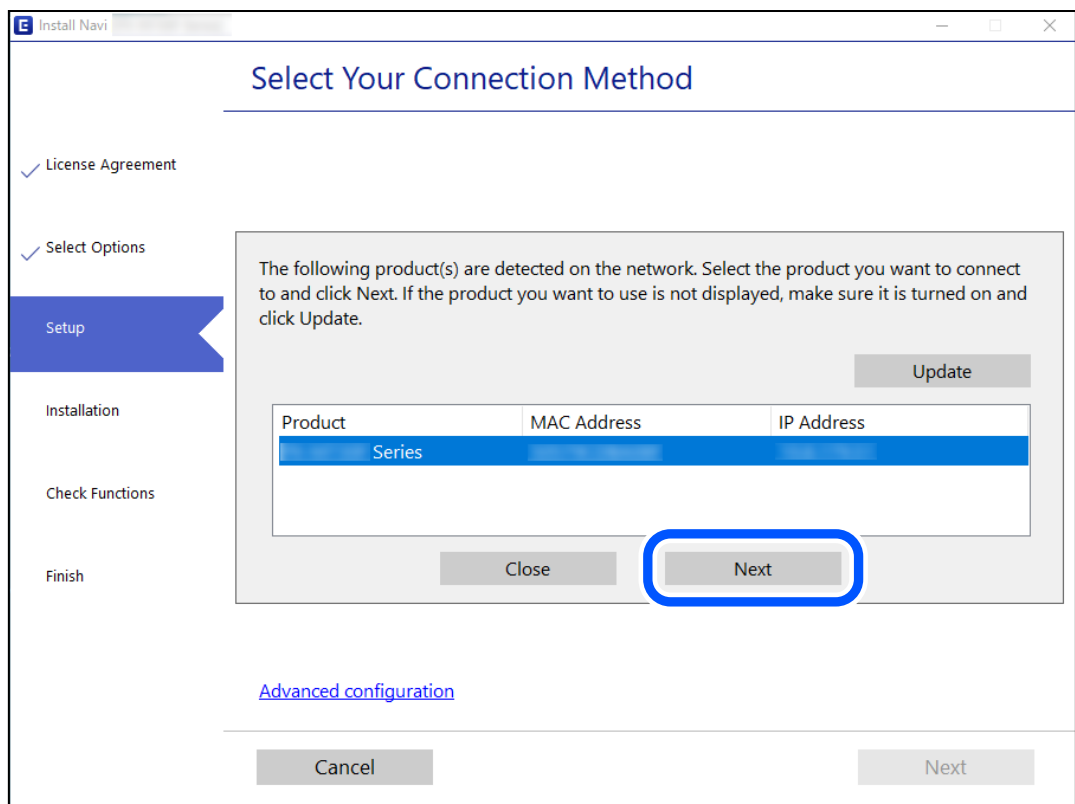 E Install Navi
Select Your Connection Method
License Agreement
Select Options
Setup
Installation
Check Functions
Finish
The following product(s) are detected on the network. Select the product you want to connect
to and click Next. If the product you want to use is not displayed, make sure it is turned on and
click Update.
Update
Product MAC Address IP Address
Series
Close Next
Advanced configuration
Cancel Next